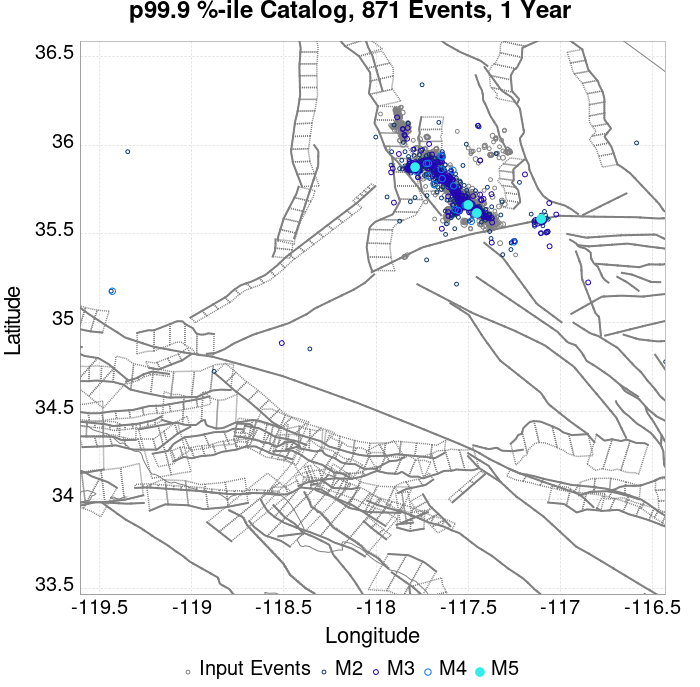 p99.9 %-ile Catalog, 871 Events, 1 Year
36.5
36
35.5
35
34.5
34
33.5
Latitude
-119.5 -119 -118.5 -118 -117.5 -117 -116.5
Longitude
Input Events M2 M3 M4 M5